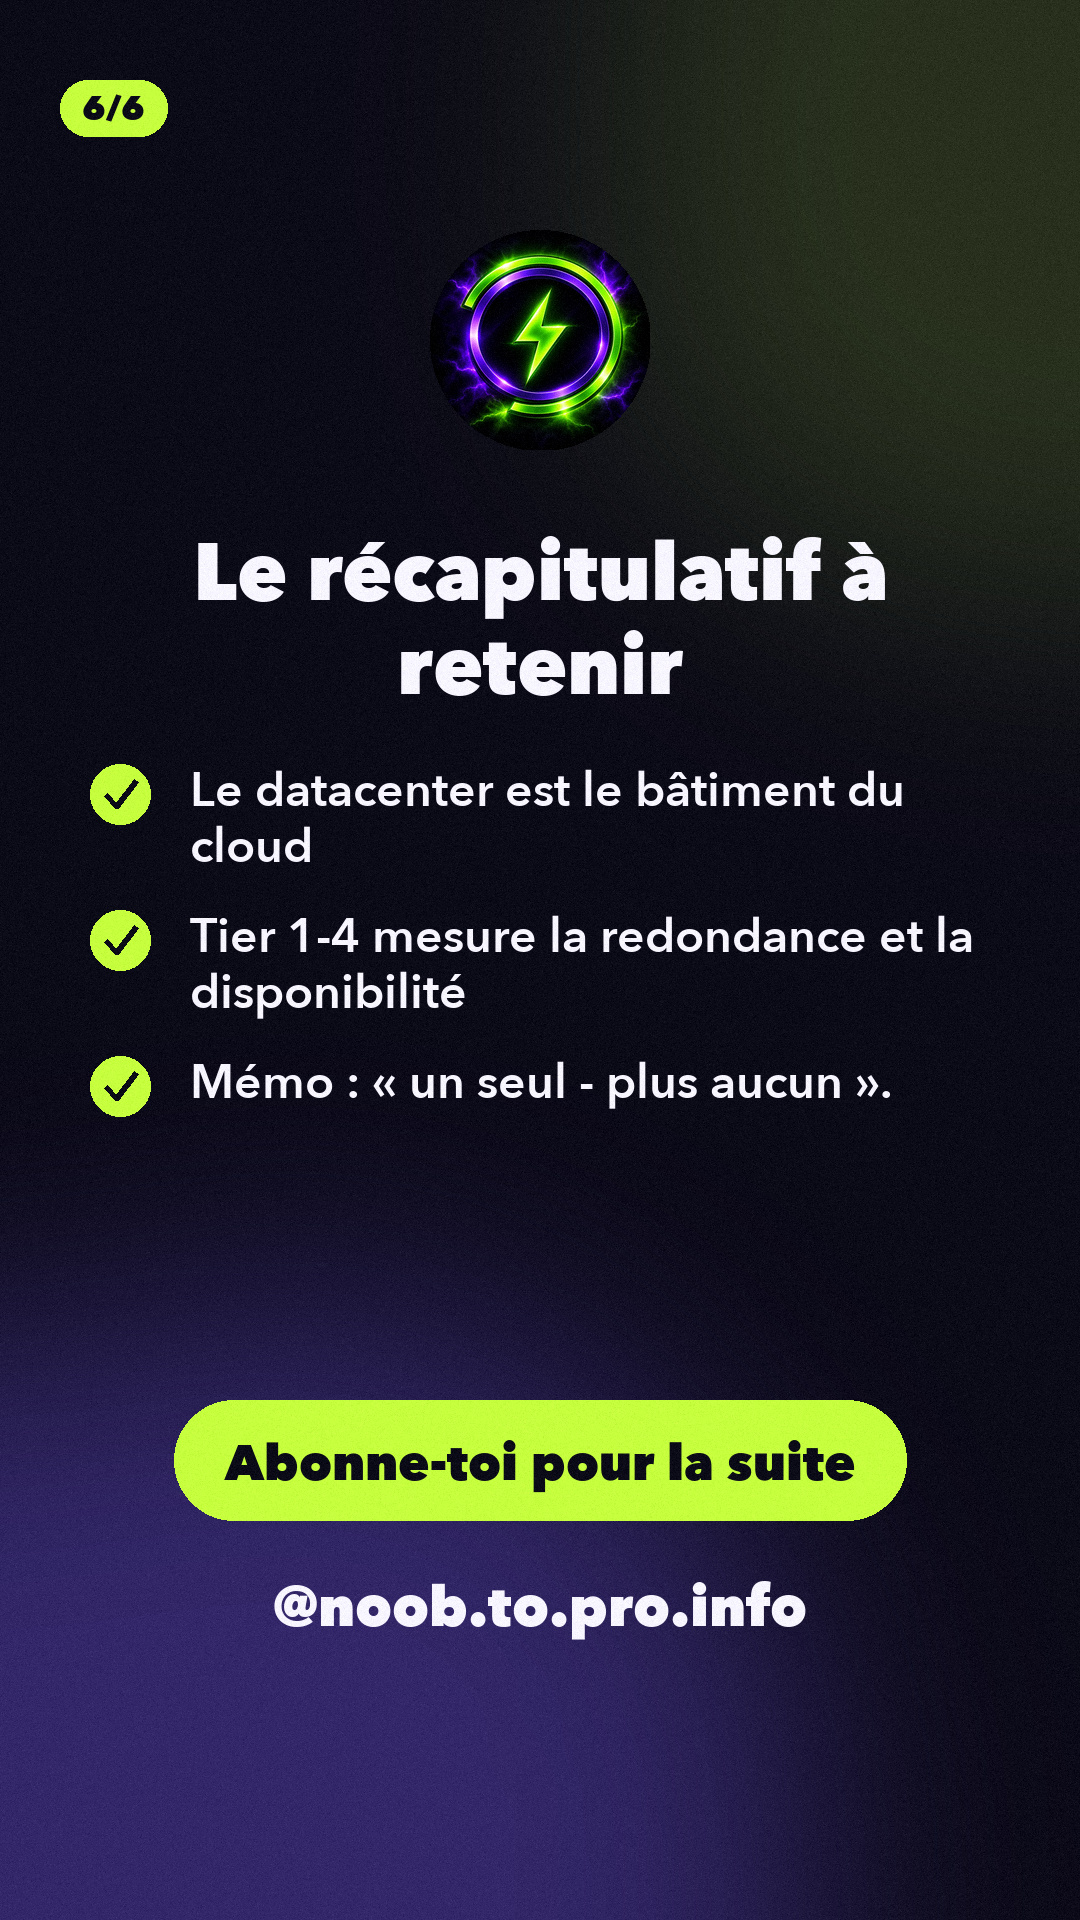 6/6
Le récapitulatif à
retenir
Le datacenter est le bâtiment du
cloud
Tier 1-4 mesure la redondance et la
disponibilité
Mémo : « un seul - plus aucun ».
Abonne-toi pour la suite
@noob.to.pro.info